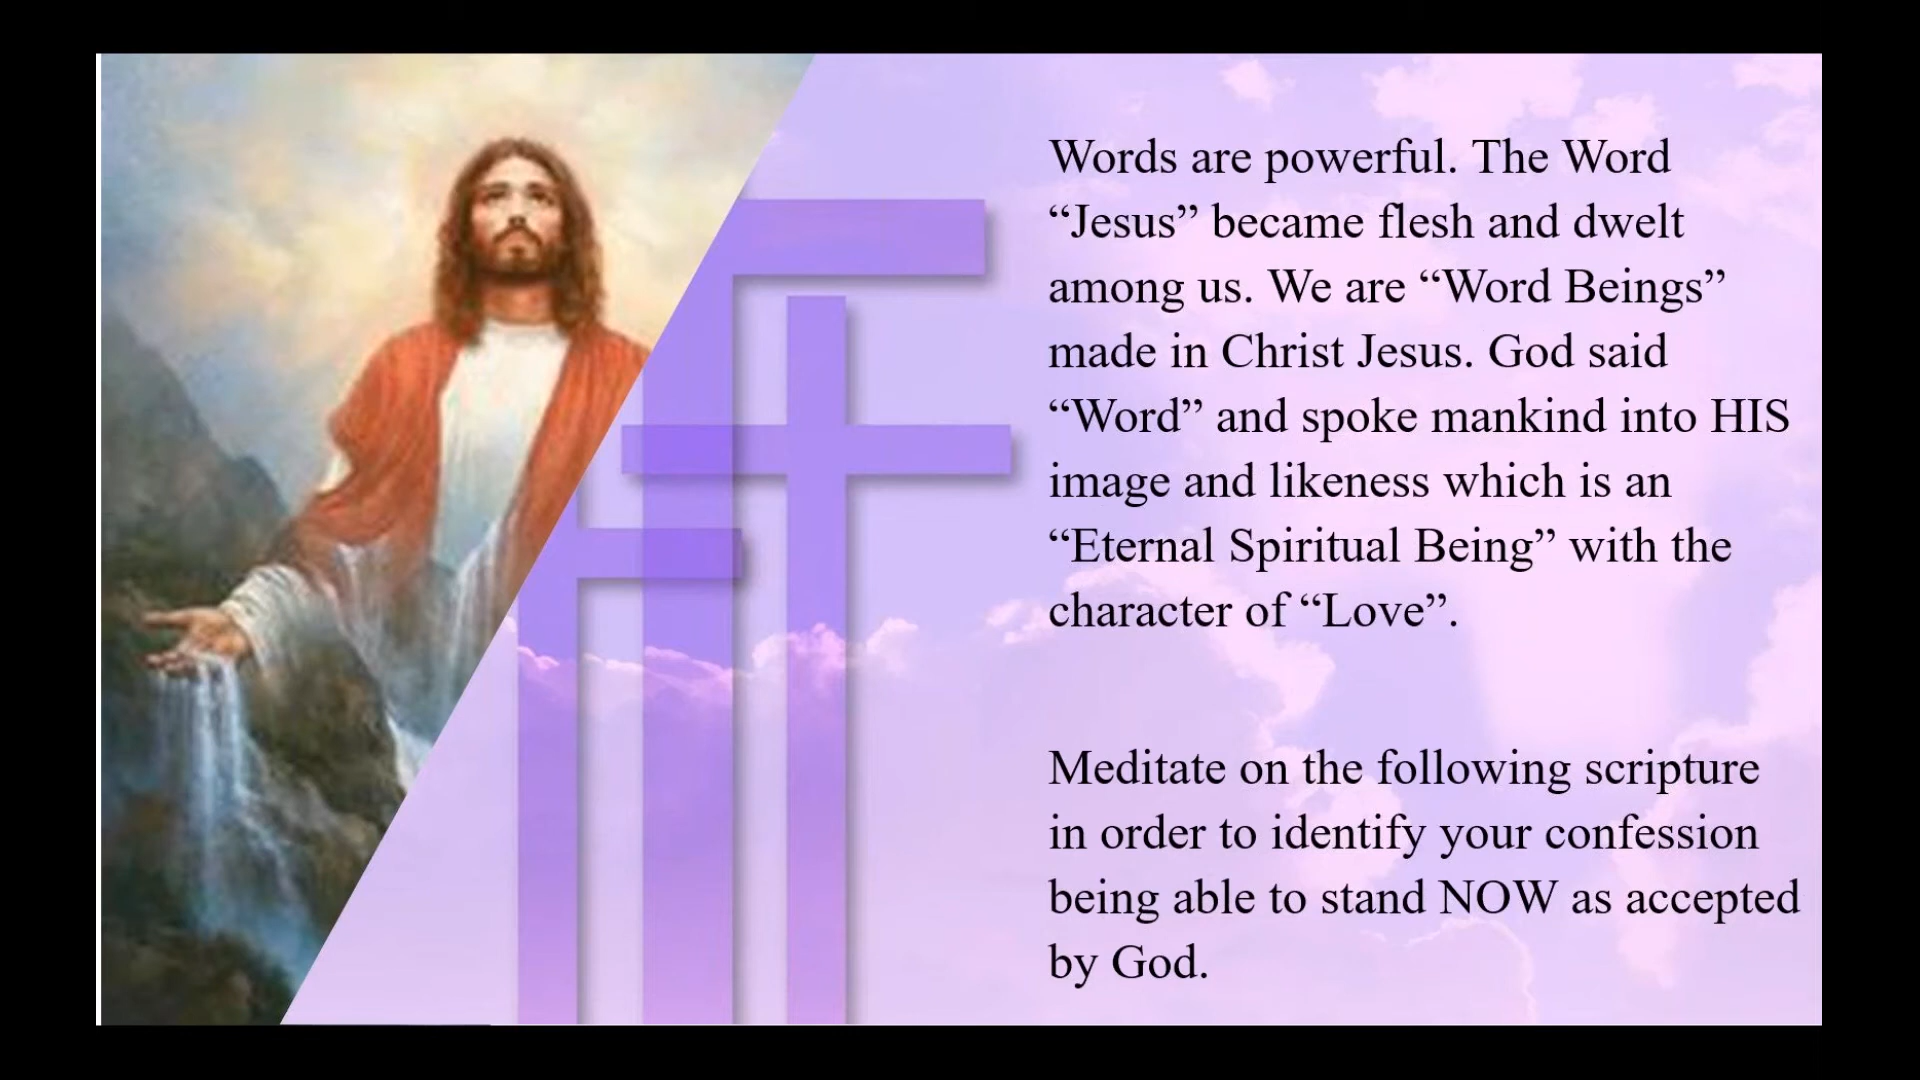 Words are powerful. The Word
“Jesus” became flesh and dwelt
among us. We are “Word Beings”
made in Christ Jesus. God said
“Word” and spoke mankind into HIS
image and likeness which is an
“Eternal Spiritual Being” with the
character of “Love”.
Meditate on the following scripture
in order to identify your confession
being able to stand NOW as accepted
by God.